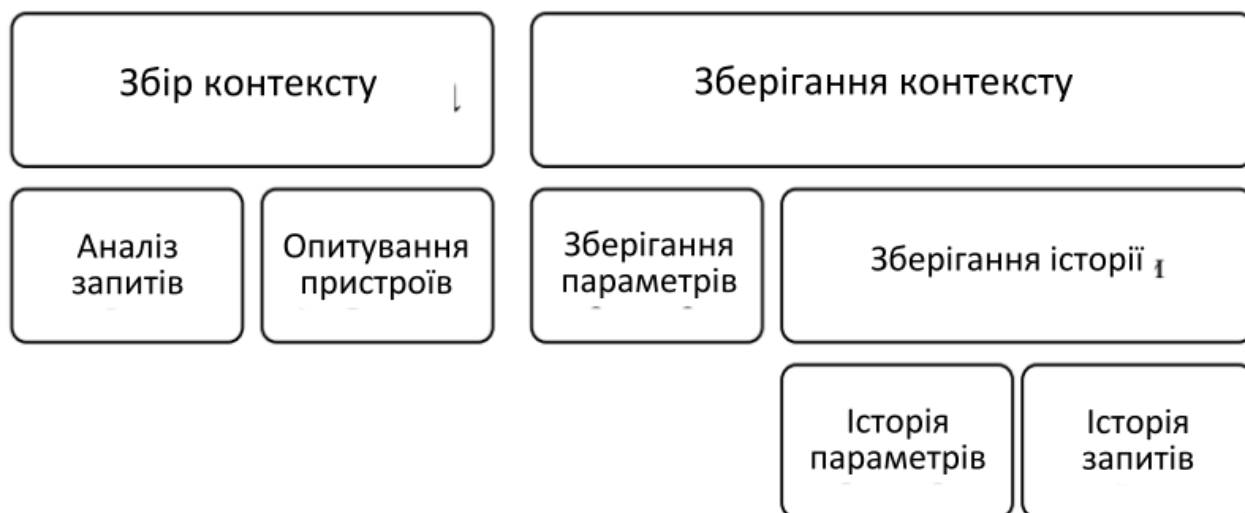 Збір контексту
Зберігання контексту
Аналіз
запитів
Опитування
пристроїв
Зберігання
параметрів
Зберігання історії
Історія
параметрів
Історія
запитів